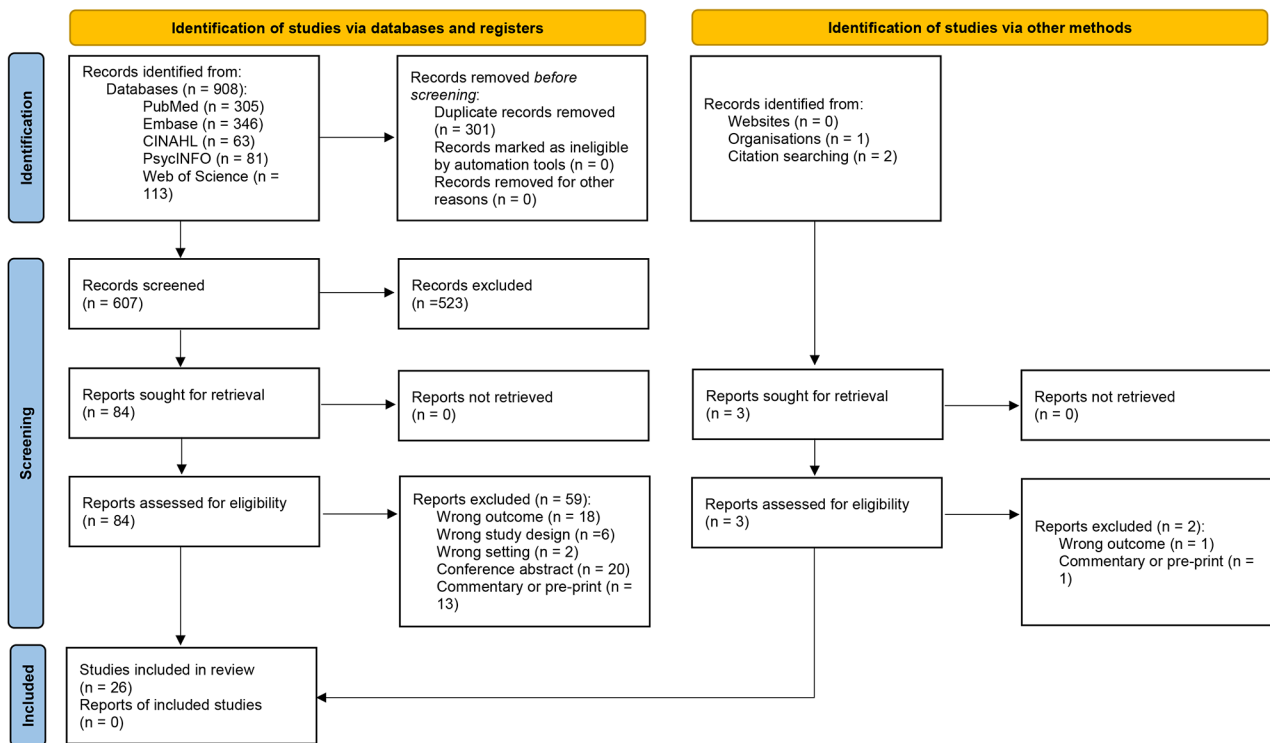 Identification of studies via databases and registers
Identification of studies via other methods
Identification
Records identified from:
Databases (n = 908):
PubMed (n = 305)
Embase (n = 346)
CINAHL (n = 63)
PsycINFO (n = 81)
Web of Science (n =
113)
Records removed before
screening:
Duplicate records removed
(n = 301)
Records marked as ineligible
by automation tools (n = 0)
Records removed for other
reasons (n = 0)
Records identified from:
Websites (n = 0)
Organisations (n = 1)
Citation searching (n = 2)
Screening
Records screened
(n = 607)
Records excluded
(n =523)
Reports sought for retrieval
(n = 84)
Reports not retrieved
(n = 0)
Reports sought for retrieval
(n = 3)
Reports not retrieved
(n = 0)
Reports assessed for eligibility
(n = 84)
Reports excluded (n = 59):
Wrong outcome (n = 18)
Wrong study design (n =6)
Wrong setting (n = 2)
Conference abstract (n = 20)
Commentary or pre-print (n =
13)
Reports assessed for eligibility
(n = 3)
Reports excluded (n = 2):
Wrong outcome (n = 1)
Commentary or pre-print (n =
1)
Included
Studies included in review
(n = 26)
Reports of included studies
(n = 0)